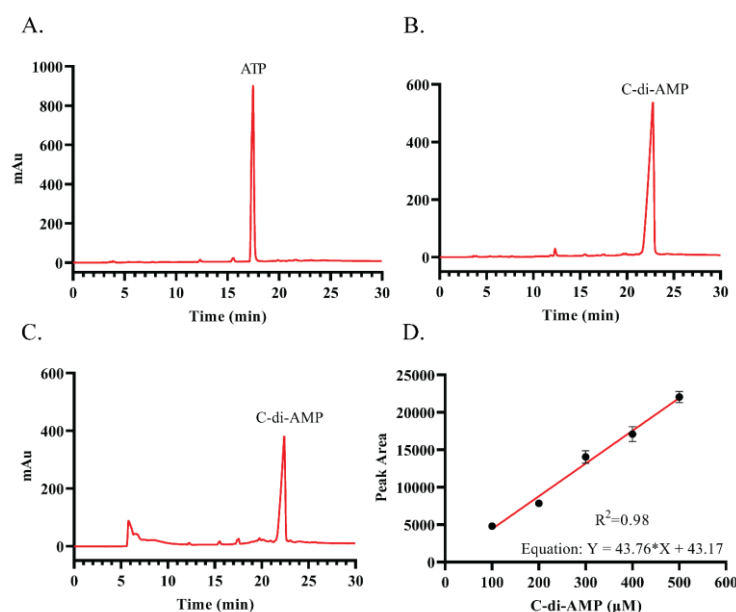 A.
ATP
1000
800
600
400
200
0
mAu
0 5 10 15 20 25 30
Time (min)
B.
C-di-AMP
600
400
200
0
0 5 10 15 20 25 30
Time (min)
C.
C-di-AMP
600
400
200
0
mAu
0 5 10 15 20 25 30
Time (min)
D.
25000
20000
15000
10000
5000
0
Peak Area
R²=0.98
Equation: Y = 43.76*X + 43.17
0 100 200 300 400 500 600
C-di-AMP (µM)